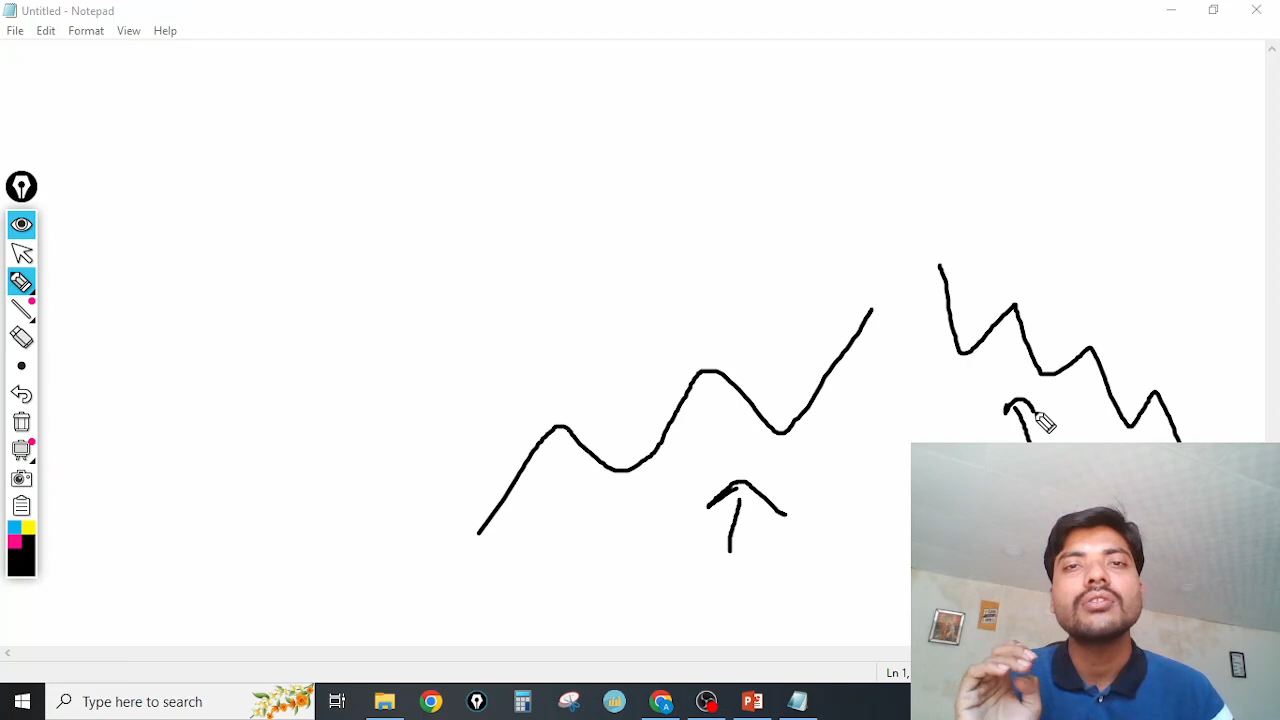 Untitled - Notepad
File Edit Format View Help
Ln 1,
Type here to search